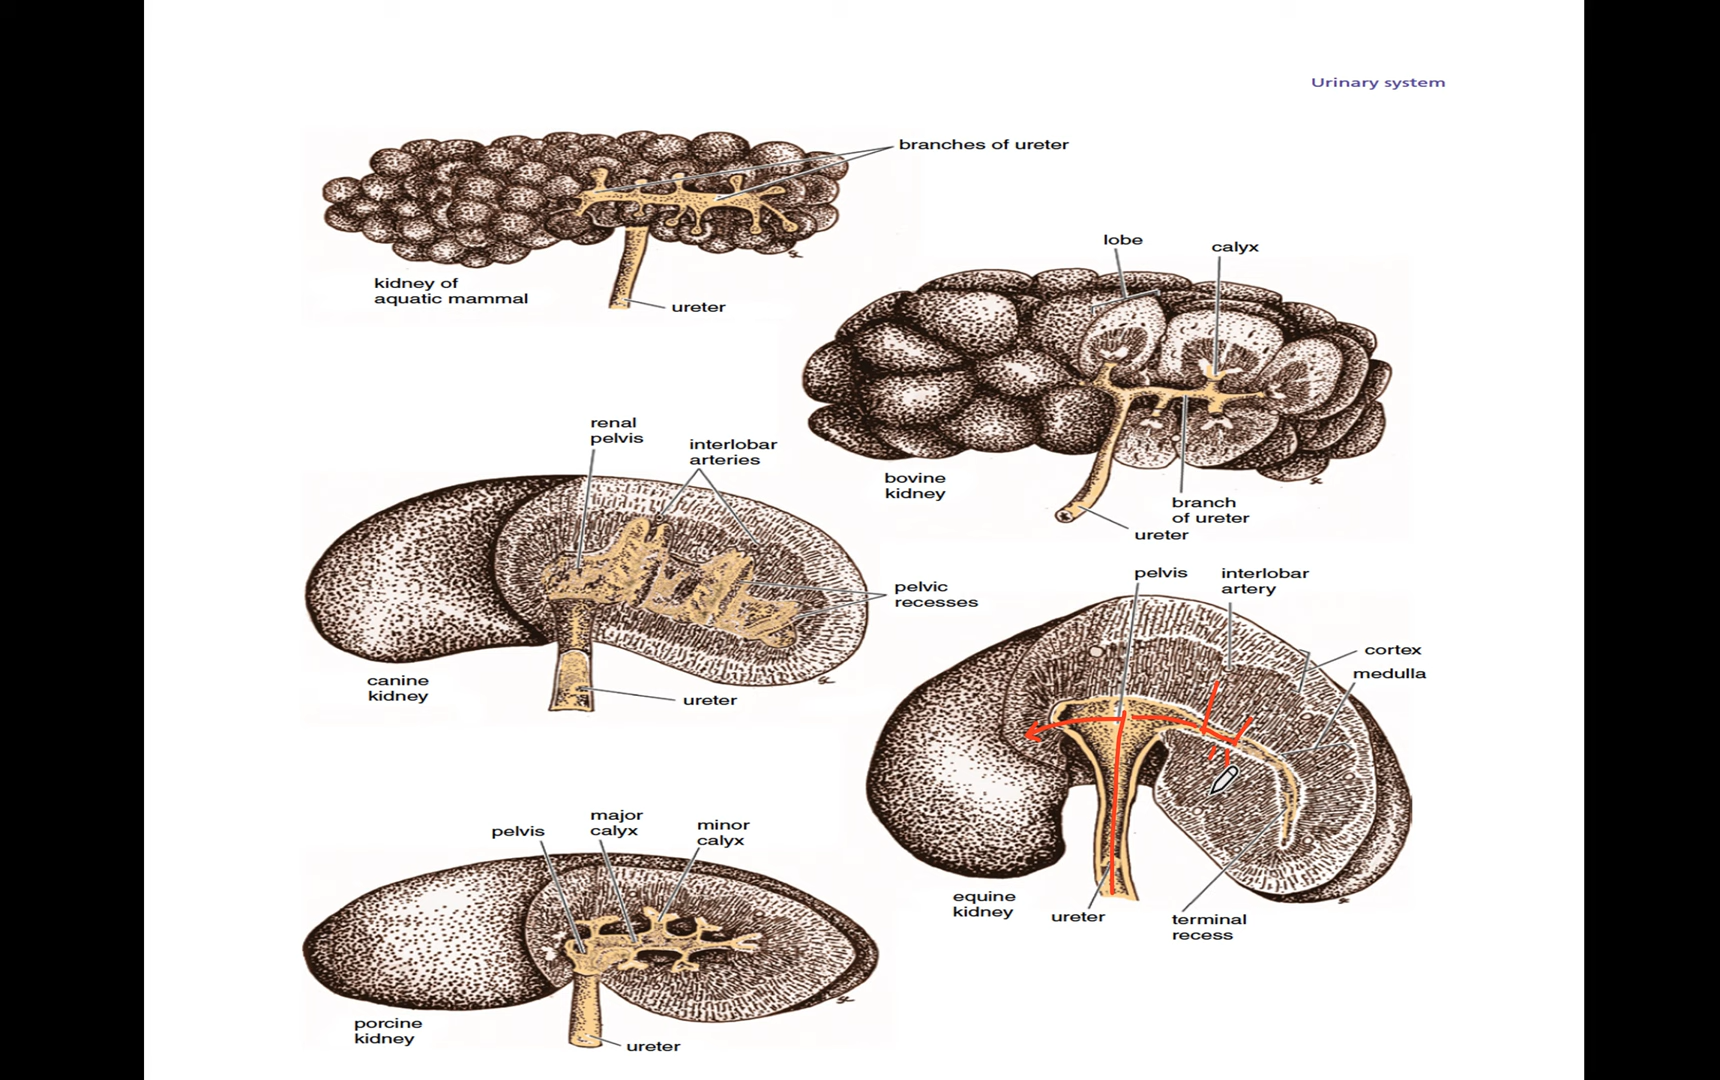 Urinary system
branches of ureter
kidney of
aquatic mammal
ureter
lobe
calyx
bovine
kidney
branch
of ureter
ureter
renal
pelvis
interlobar
arteries
pelvic
recesses
canine
kidney
ureter
pelvis
interlobar
artery
cortex
medulla
equine
kidney
ureter
terminal
recess
pelvis
major
calyx
minor
calyx
porcine
kidney
ureter